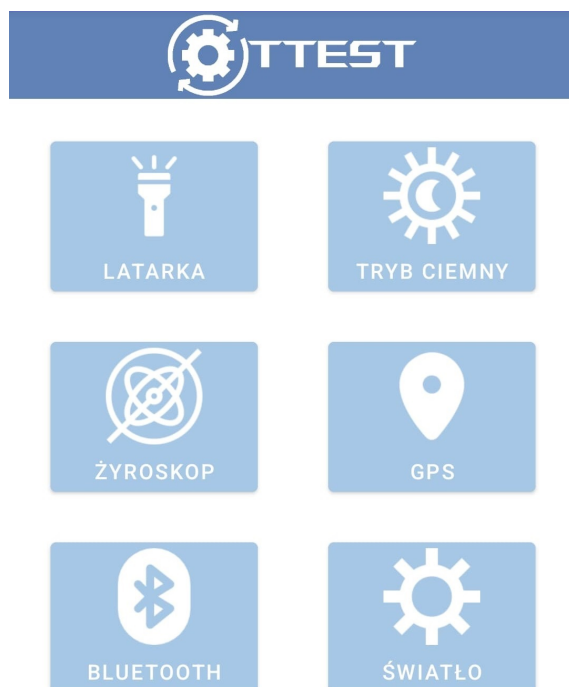 TTEST
LATARKA
TRYB CIEMNY
ŻYROSKOP
GPS
BLUETOOTH
ŚWIATŁO